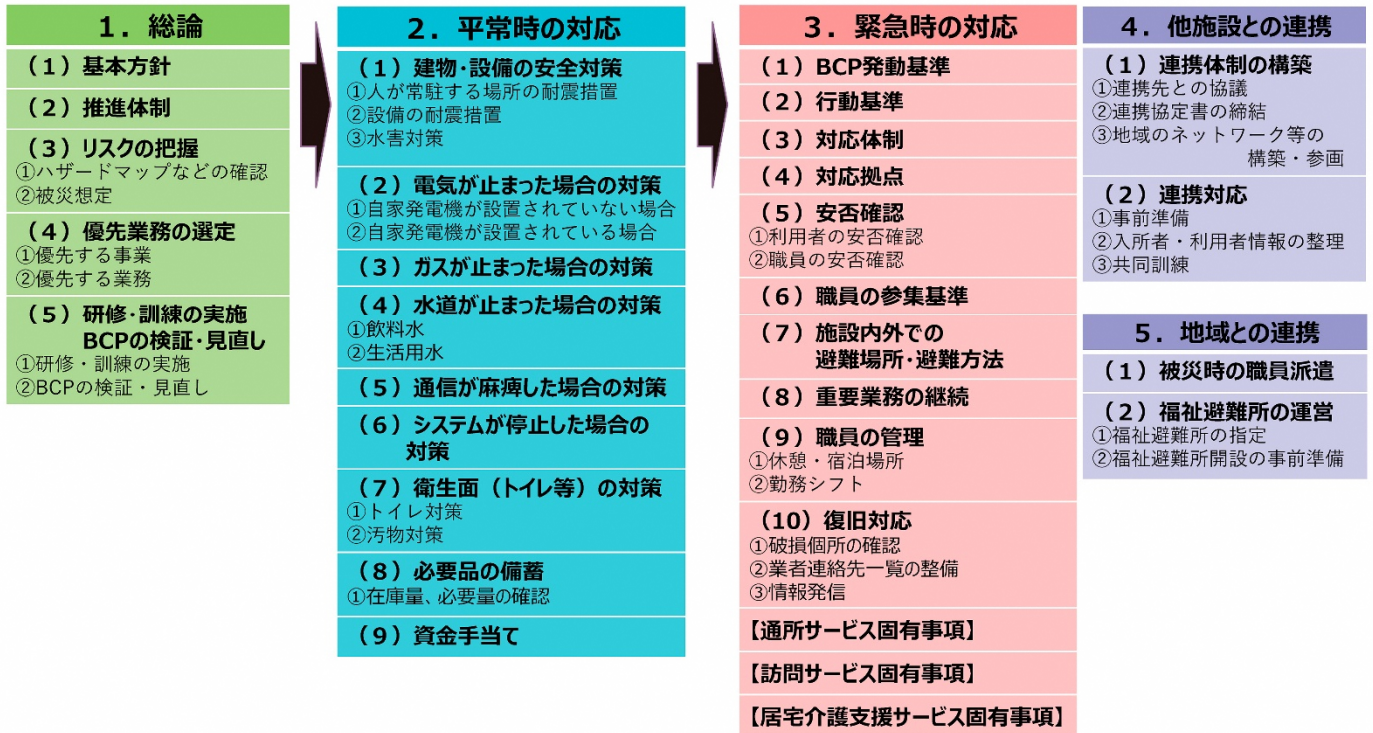 1．総論
（1）基本方針
（2）推進体制
（3）リスクの把握
①ハザードマップなどの確認
②被災想定
（4）優先業務の選定
①優先する事業
②優先する業務
（5）研修・訓練の実施
BCPの検証・見直し
①研修・訓練の実施
②BCPの検証・見直し
2．平常時の対応
（1）建物・設備の安全対策
①人が常駐する場所の耐震措置
②設備の耐震措置
③水害対策
（2）電気が止まった場合の対策
①自家発電機が設置されていない場合
②自家発電機が設置されている場合
（3）ガスが止まった場合の対策
（4）水道が止まった場合の対策
①飲料水
②生活用水
（5）通信が麻痺した場合の対策
（6）システムが停止した場合の
対策
（7）衛生面（トイレ等）の対策
①トイレ対策
②汚物対策
（8）必要品の備蓄
①在庫量、必要量の確認
（9）資金手当て
3．緊急時の対応
（1）BCP発動基準
（2）行動基準
（3）対応体制
（4）対応拠点
（5）安否確認
①利用者の安否確認
②職員の安否確認
（6）職員の参集基準
（7）施設内外での
避難場所・避難方法
（8）重要業務の継続
（9）職員の管理
①休憩・宿泊場所
②勤務シフト
（10）復旧対応
①破損個所の確認
②業者連絡先一覧の整備
③情報発信
【通所サービス固有事項】
【訪問サービス固有事項】
【居宅介護支援サービス固有事項】
4．他施設との連携
（1）連携体制の構築
①連携先との協議
②連携協定書の締結
③地域のネットワーク等の
構築・参画
（2）連携対応
①事前準備
②入所者・利用者情報の整理
③共同訓練
5．地域との連携
（1）被災時の職員派遣
（2）福祉避難所の運営
①福祉避難所の指定
②福祉避難所開設の事前準備